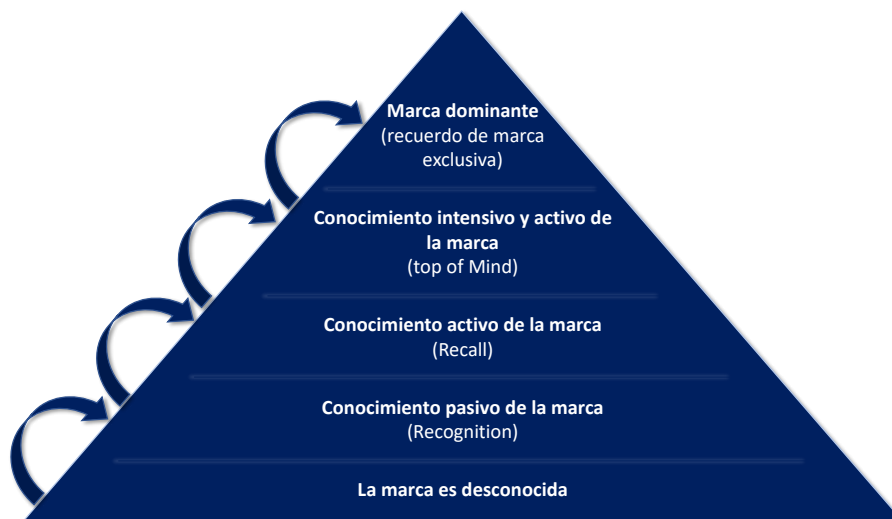 Marca dominante
(recuerdo de marca
exclusiva)
Conocimiento intensivo y activo de
la marca
(top of Mind)
Conocimiento activo de la marca
(Recall)
Conocimiento pasivo de la marca
(Recognition)
La marca es desconocida